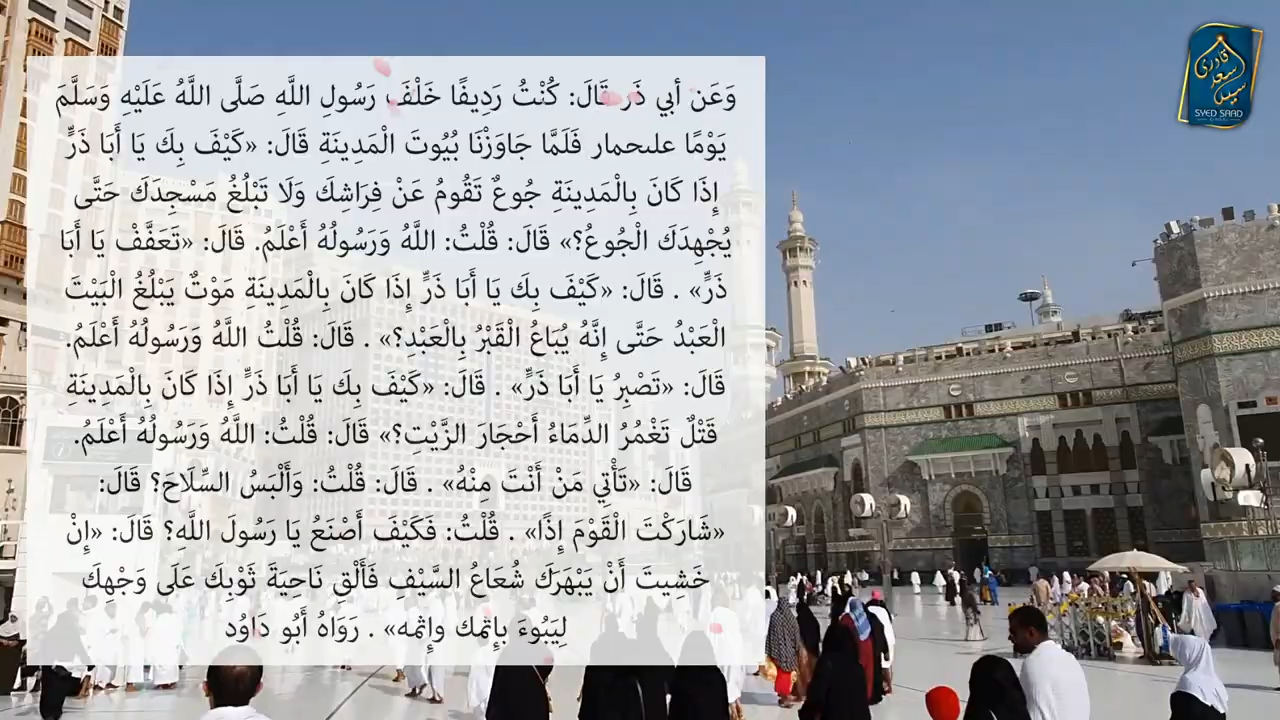 وَعَن أبي ذَر قَالَ: كُنْتُ رَدِيفًا خَلْفَ رَسُولِ اللَّهِ صَلَّى اللَّهُ عَلَيْهِ وَسَلَّمَ
يَوْمًا علىحمار فَلَمَّا جَاوَزْنَا بُيُوتَ الْمَدِينَةِ قَالَ: «كَيْفَ بِكَ يَا أَبَا ذَرٍّ
إِذَا كَانَ بِالْمَدِينَةِ جُوعٌ تَقُومُ عَنْ فِرَاشِكَ وَلَا تَبْلُغُ مَسْجِدَكَ حَتَّى
يُجْهِدَكَ الْجُوعُ؟» قَالَ: قُلْتُ: اللَّهُ وَرَسُولُهُ أَعْلَمُ. قَالَ: «تَعَفَّفْ يَا أَبَا
ذَرٍّ» . قَالَ: «كَيْفَ بِكَ يَا أَبَا ذَرٍّ إِذَا كَانَ بِالْمَدِينَةِ مَوْتٌ يَبْلُغُ الْبَيْتَ
الْعَبْدُ حَتَّى إِنَّهُ يُبَاعُ الْقَبْرُ بِالْعَبْدِ؟» . قَالَ: قُلْتُ اللَّهُ وَرَسُولُهُ أَعْلَمُ.
قَالَ: «تَصْبِرُ يَا أَبَا ذَرٍّ» . قَالَ: «كَيْفَ بِكَ يَا أَبَا ذَرٍّ إِذَا كَانَ بِالْمَدِينَةِ
قَتْلٌ تَغْمُرُ الدِّمَاءُ أَحْجَارَ الزَّيْتِ؟» قَالَ: قُلْتُ: اللَّهُ وَرَسُولُهُ أَعْلَمُ.
قَالَ: «تَأْتِي مَنْ أَنْتَ مِنْهُ» . قَالَ: قُلْتُ: وَأَلْبَسُ السِّلَاحَ؟ قَالَ:
«شَارَكْتَ الْقَوْمَ إِذًا» . قُلْتُ: فَكَيْفَ أَصْنَعُ يَا رَسُولَ اللَّهِ؟ قَالَ: «إِنْ
خَشِيتَ أَنْ يَبْهَرَكَ شُعَاعُ السَّيْفِ فَأَلْقِ نَاحِيَةَ ثَوْبِكَ عَلَى وَجْهِكَ
لِيَبُوءَ بِإِثمك وإِثمه» . رَوَاهُ أَبُو دَاوُد
SYED SAAD